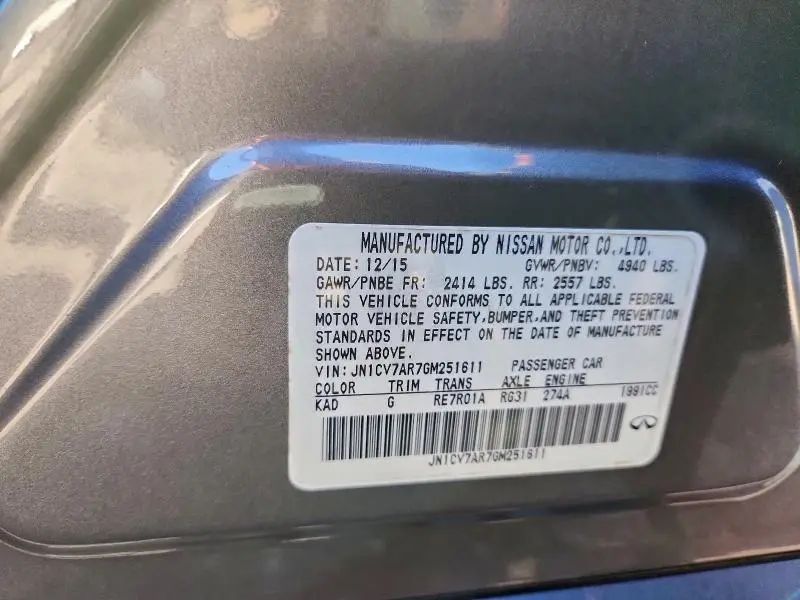 MANUFACTURED BY NISSAN MOTOR CO.,LTD.
DATE: 12/15 GVWR/PNBV: 4940 LBS.
GAWR/PNBE FR: 2414 LBS. RR: 2557 LBS.
THIS VEHICLE CONFORMS TO ALL APPLICABLE FEDERAL
MOTOR VEHICLE SAFETY,BUMPER,AND THEFT PREVENTION
STANDARDS IN EFFECT ON THE DATE OF MANUFACTURE
SHOWN ABOVE.
VIN:JN1CV7AR7GM251611 PASSENGER CAR
COLOR TRIM TRANS AXLE ENGINE
KAD G RE7R01A RG31 274A 1991CC
JN1CV7AR7GM251611